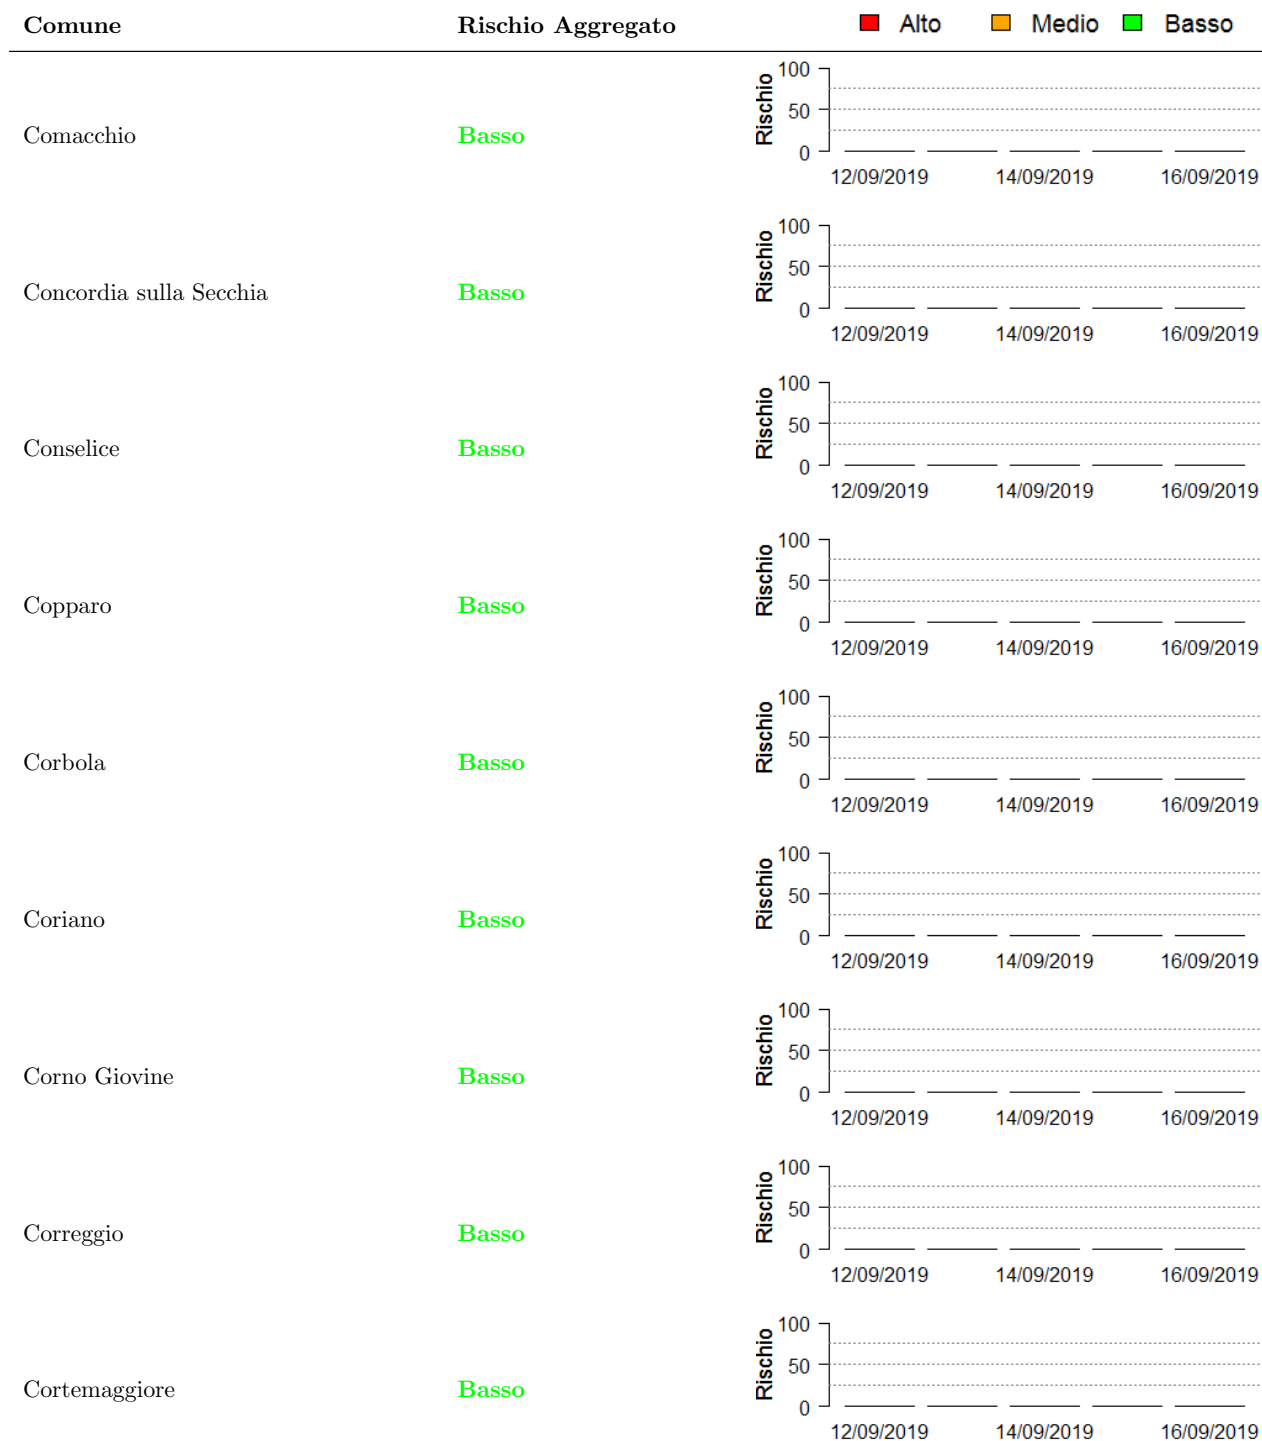 Comune Rischio Aggregato Alto Medio Basso
100
50
0
Rischio
Comacchio Basso
12/09/2019 14/09/2019 16/09/2019
100
50
0
Rischio
Concordia sulla Secchia Basso
12/09/2019 14/09/2019 16/09/2019
100
50
0
Rischio
Conselice Basso
12/09/2019 14/09/2019 16/09/2019
100
50
0
Rischio
Copparo Basso
12/09/2019 14/09/2019 16/09/2019
100
50
0
Rischio
Corbola Basso
12/09/2019 14/09/2019 16/09/2019
100
50
0
Rischio
Coriano Basso
12/09/2019 14/09/2019 16/09/2019
100
50
0
Rischio
Corno Giovine Basso
12/09/2019 14/09/2019 16/09/2019
100
50
0
Rischio
Correggio Basso
12/09/2019 14/09/2019 16/09/2019
100
50
0
Rischio
Cortemaggiore Basso
12/09/2019 14/09/2019 16/09/2019